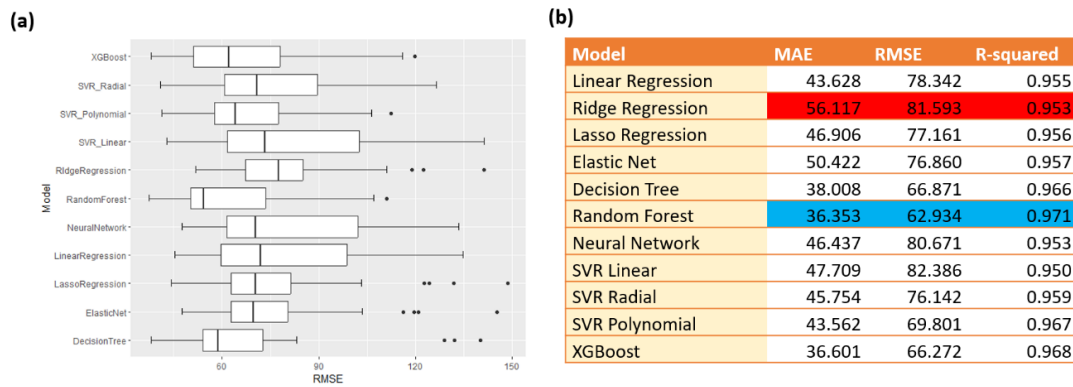 (a)
XGBoost
SVR_Radial
SVR_Polynomial
SVR_Linear
RIdgeRegression
RandomForest
NeuralNetwork
LinearRegression
LassoRegression
ElasticNet
DecisionTree
Model
60 90 120 150
RMSE
(b)
Model MAE RMSE R-squared
Linear Regression 43.628 78.342 0.955
Ridge Regression 56.117 81.593 0.953
Lasso Regression 46.906 77.161 0.956
Elastic Net 50.422 76.860 0.957
Decision Tree 38.008 66.871 0.966
Random Forest 36.353 62.934 0.971
Neural Network 46.437 80.671 0.953
SVR Linear 47.709 82.386 0.950
SVR Radial 45.754 76.142 0.959
SVR Polynomial 43.562 69.801 0.967
XGBoost 36.601 66.272 0.968